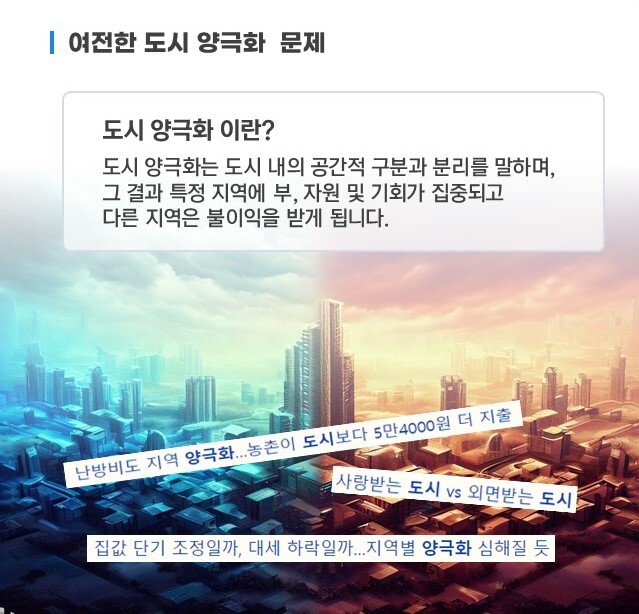 여전한 도시 양극화 문제
도시 양극화 이란?
도시 양극화는 도시 내의 공간적 구분과 분리를 말하며,
그 결과 특정 지역에 부, 자원 및 기회가 집중되고
다른 지역은 불이익을 받게 됩니다.
난방비도 지역 양극화...농촌이 도시보다 5만4000원 더 지출
사랑받는 도시 vs 외면받는 도시
집값 단기 조정일까, 대세 하락일까...지역별 양극화 심해질 듯